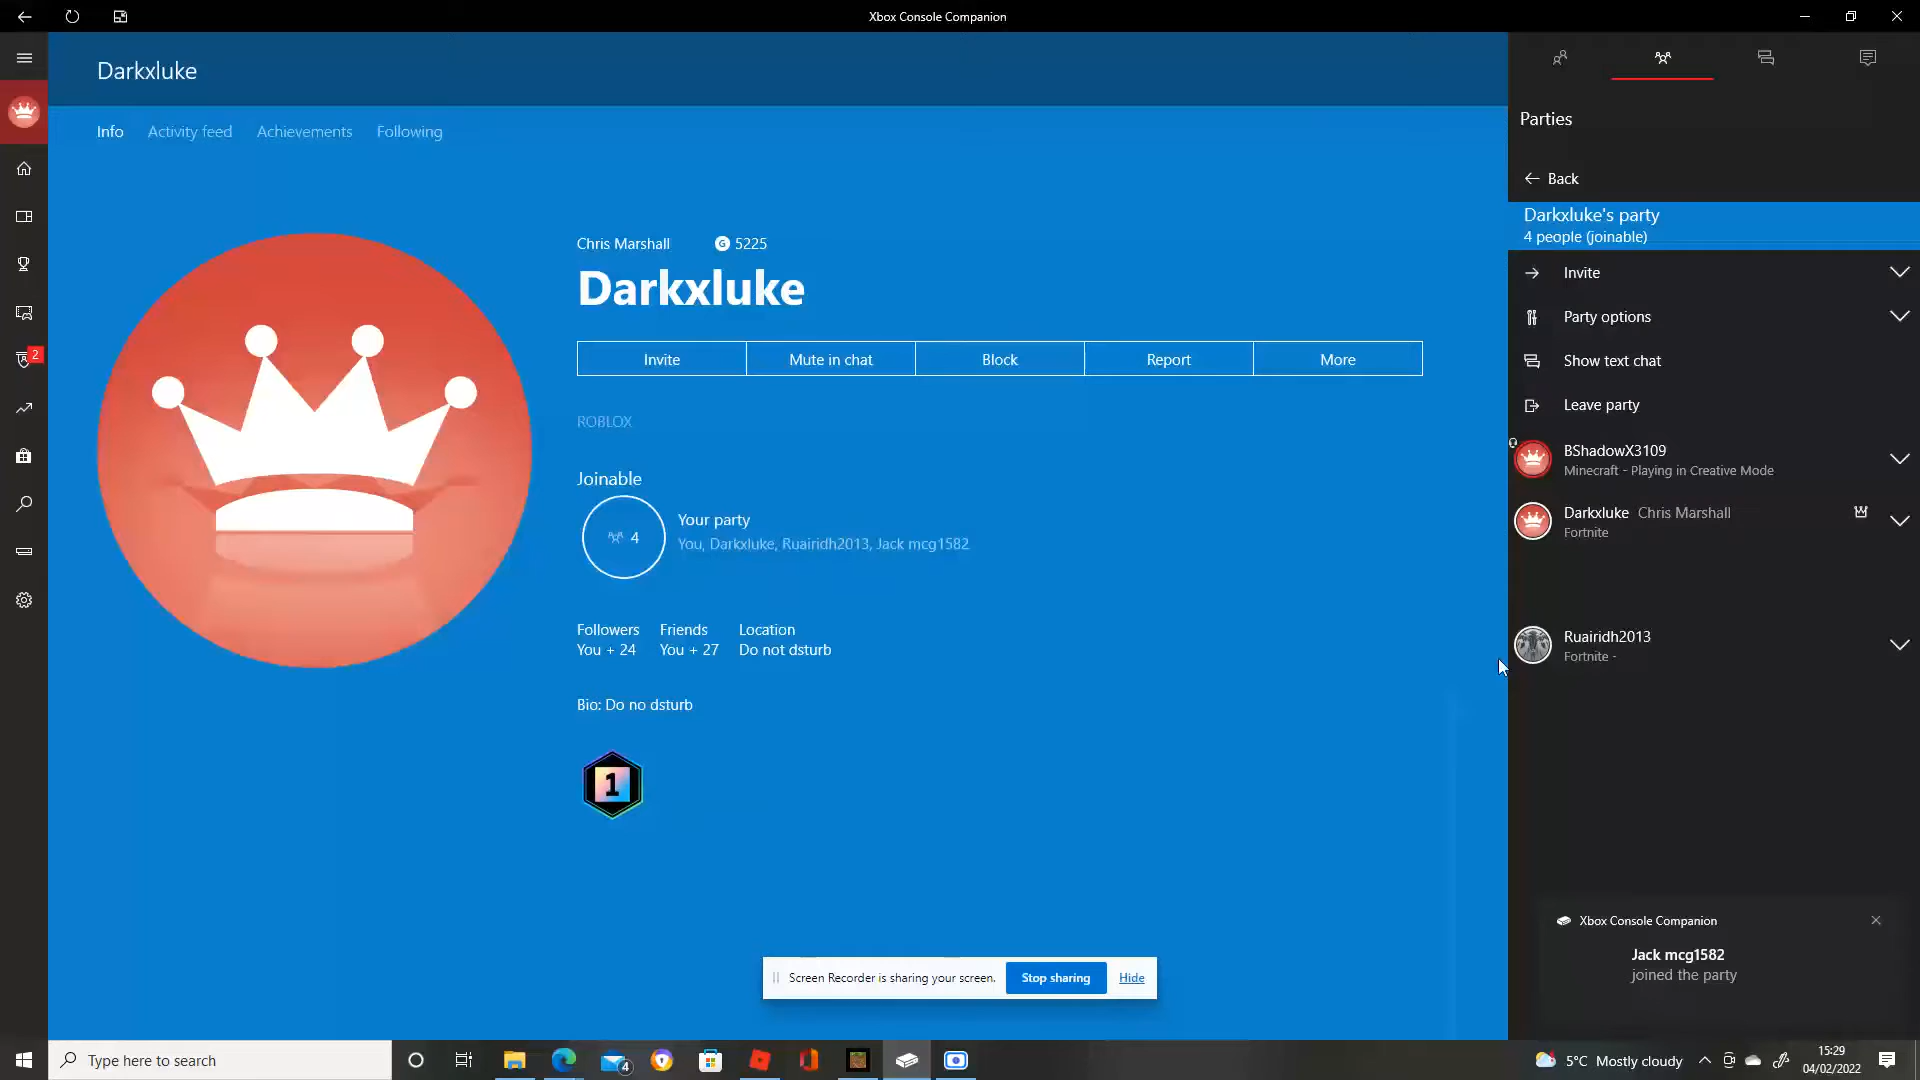 Xbox Console Companion
Darkxluke
Info Activity feed Achievements Following
Chris Marshall G 5225
Darkxluke
Invite Mute in chat Block Report More
ROBLOX
Joinable
4
Your party
You, Darkxluke, Ruairidh2013, Jack mcg1582
Followers Friends Location
You + 24 You + 27 Do not dsturb
Bio: Do no dsturb
1
2
Parties
Back
Darkxluke's party
4 people (joinable)
Invite
Party options
Show text chat
Leave party
BShadowX3109
Minecraft - Playing in Creative Mode
Darkxluke Chris Marshall
Fortnite
Ruairidh2013
Fortnite -
Xbox Console Companion
Jack mcg1582
joined the party
Screen Recorder is sharing your screen. Stop sharing Hide
Type here to search
4
5°C Mostly cloudy
15:29
04/02/2022